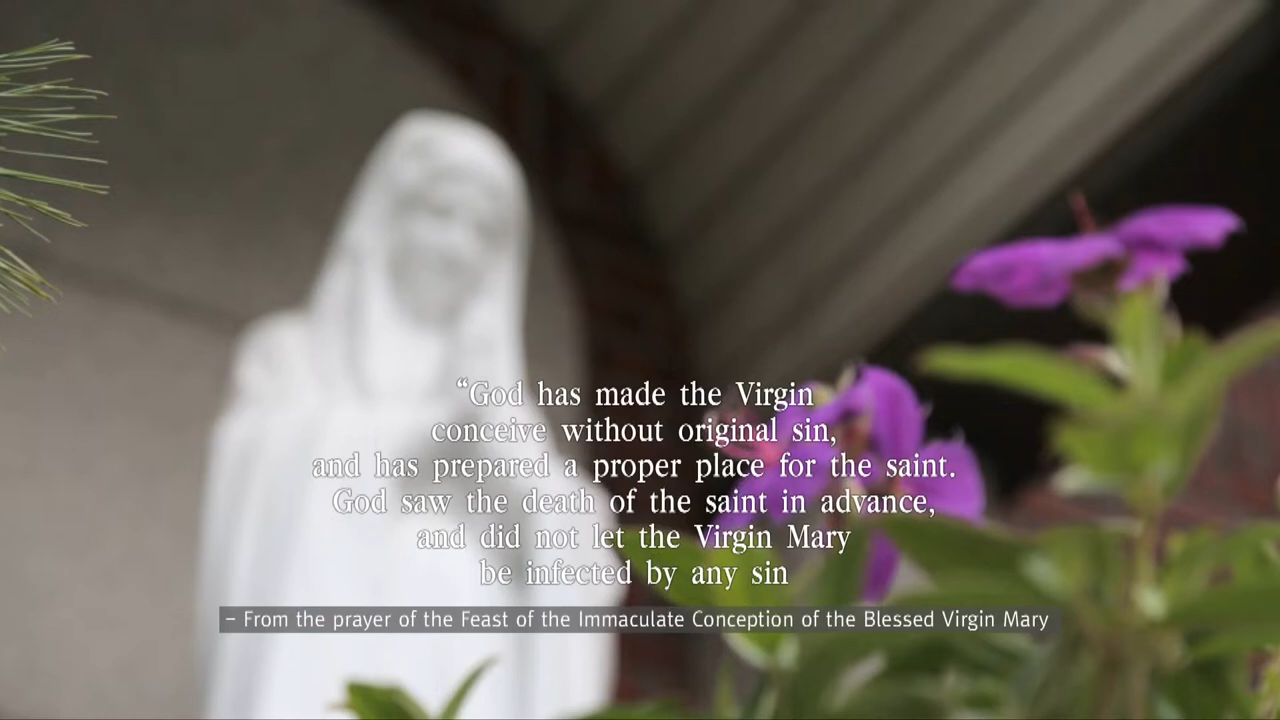 “God has made the Virgin
conceive without original sin,
and has prepared a proper place for the saint.
God saw the death of the saint in advance,
and did not let the Virgin Mary
be infected by any sin
– From the prayer of the Feast of the Immaculate Conception of the Blessed Virgin Mary